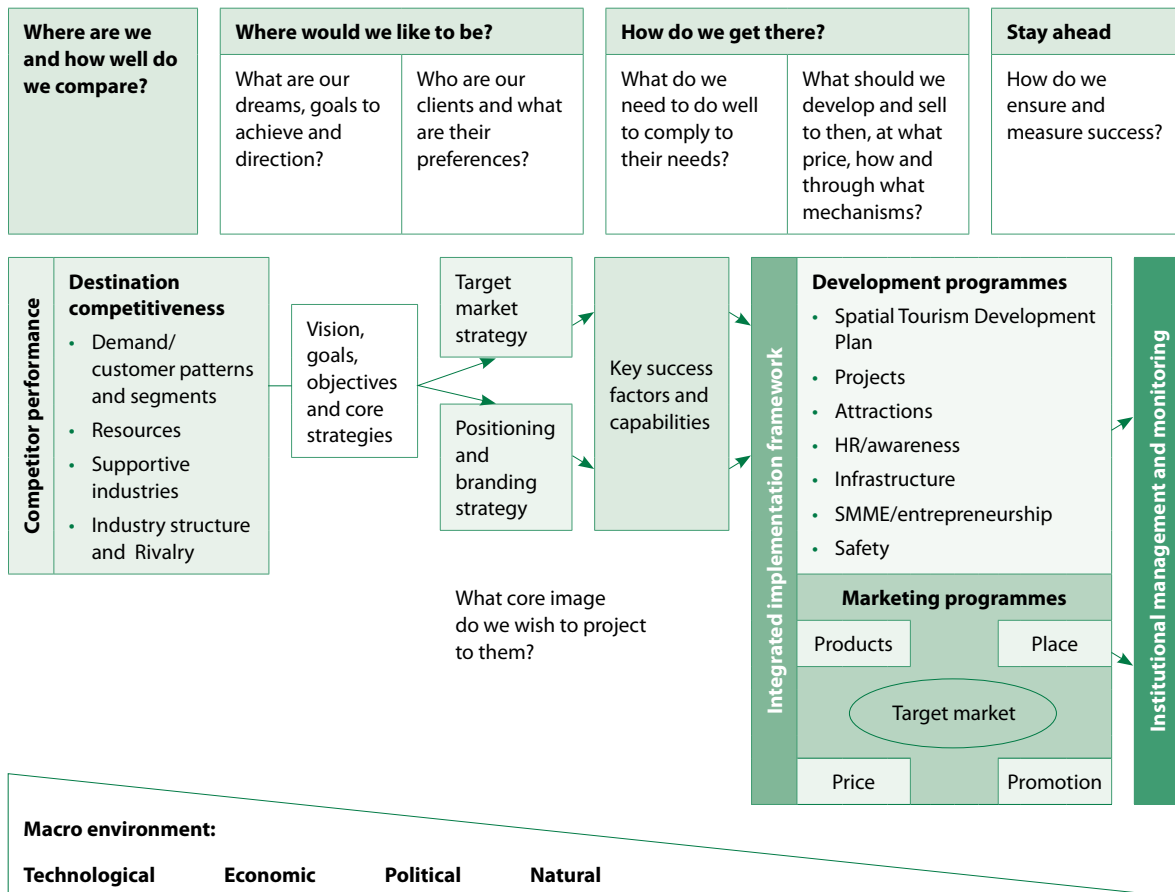 Where are we
and how well do
we compare?
Where would we like to be?
What are our
dreams, goals to
achieve and
direction?
Who are our
clients and what
are their
preferences?
How do we get there?
What do we
need to do well
to comply to
their needs?
What should we
develop and sell
to then, at what
price, how and
through what
mechanisms?
Stay ahead
How do we
ensure and
measure success?
Competitor performance
Destination
competitiveness
• Demand/
customer patterns
and segments
• Resources
• Supportive
industries
• Industry structure
and Rivalry
Vision,
goals,
objectives
and core
strategies
Target
market
strategy
Positioning
and
branding
strategy
What core image
do we wish to project
to them?
Key success
factors and
capabilities
Integrated implementation framework
Development programmes
• Spatial Tourism Development
Plan
• Projects
• Attractions
• HR/awareness
• Infrastructure
• SMME/entrepreneurship
• Safety
Marketing programmes
Products
Place
Target market
Price
Promotion
Institutional management and monitoring
Macro environment:
Technological Economic Political Natural